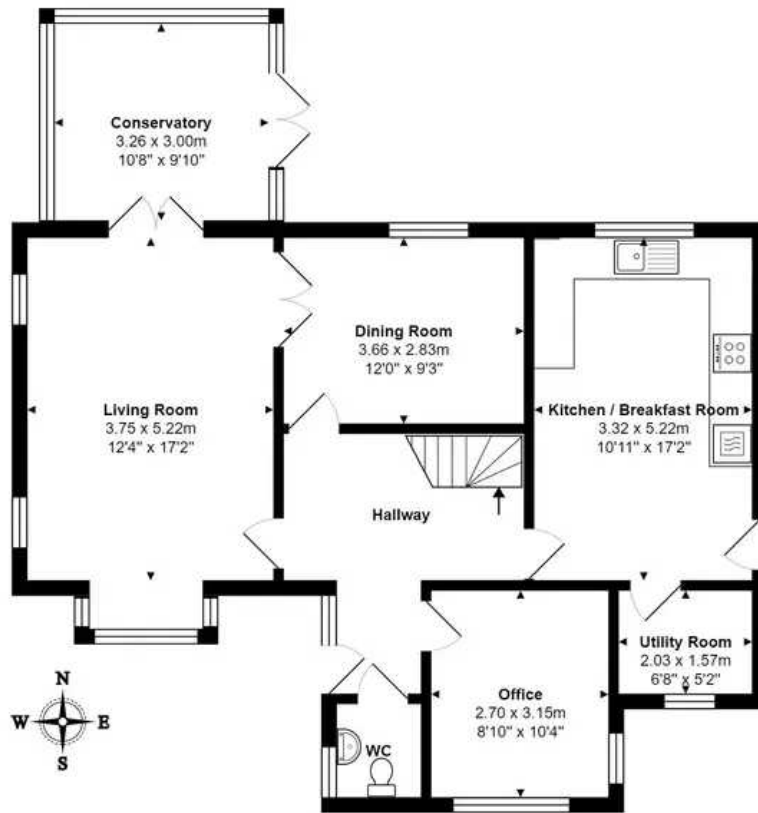 Conservatory
3.26 x 3.00m
10'8" x 9'10"
Dining Room
3.66 x 2.83m
12'0" x 9'3"
Living Room
3.75 x 5.22m
12'4" x 17'2"
Kitchen / Breakfast Room
3.32 x 5.22m
10'11" x 17'2"
Hallway
Utility Room
2.03 x 1.57m
6'8" x 5'2"
Office
2.70 x 3.15m
8'10" x 10'4"
WC
N
W E
S